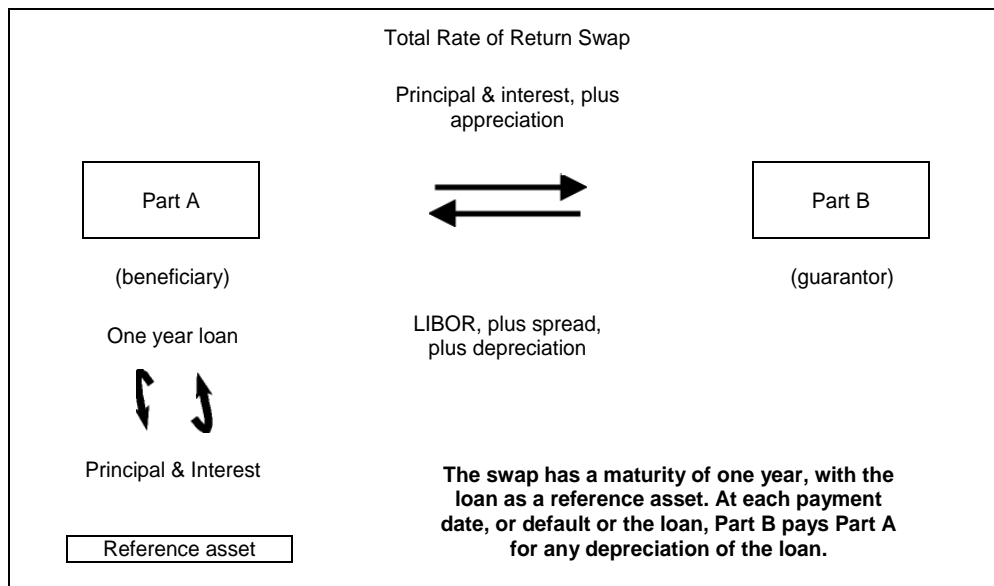 Total Rate of Return Swap
Principal & interest, plus
appreciation
Part A
Part B
(beneficiary)
(guarantor)
One year loan
LIBOR, plus spread,
plus depreciation
Principal & Interest
The swap has a maturity of one year, with the
loan as a reference asset. At each payment
date, or default or the loan, Part B pays Part A
for any depreciation of the loan.
Reference asset